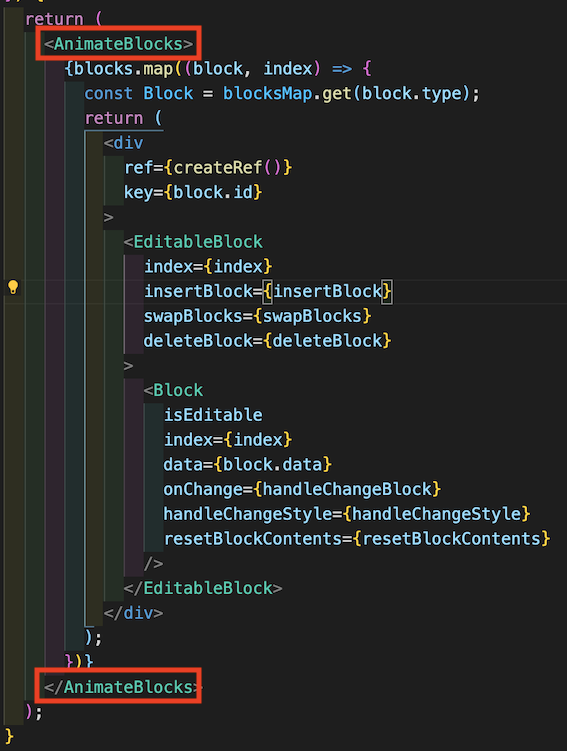 return (
<AnimateBlocks>
{blocks.map((block, index) => {
const Block = blocksMap.get(block.type);
return (
<div
ref={createRef()}
key={block.id}
>
<EditableBlock
index={index}
insertBlock={insertBlock}
swapBlocks={swapBlocks}
deleteBlock={deleteBlock}
>
<Block
isEditable
index={index}
data={block.data}
onChange={handleChangeBlock}
handleChangeStyle={handleChangeStyle}
resetBlockContents={resetBlockContents}
/>
</EditableBlock>
</div>
);
})}
</AnimateBlocks>
);
}